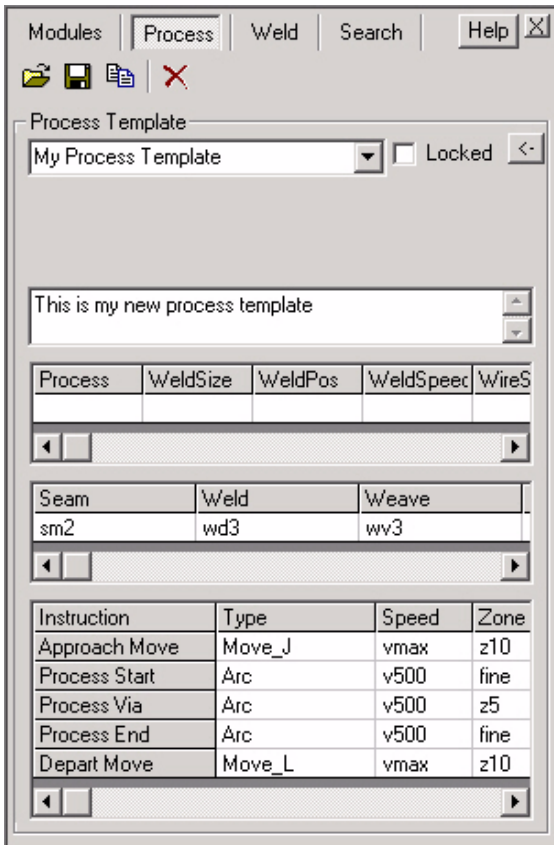 Modules Process Weld Search Help X
Process Template
My Process Template Locked <-
This is my new process template
Process WeldSize WeldPos WeldSpeed WireS
Seam Weld Weave
sm2 wd3 wv3
Instruction Type Speed Zone
Approach Move Move_J vmax z10
Process Start Arc v500 fine
Process Via Arc v500 z5
Process End Arc v500 fine
Depart Move Move_L vmax z10